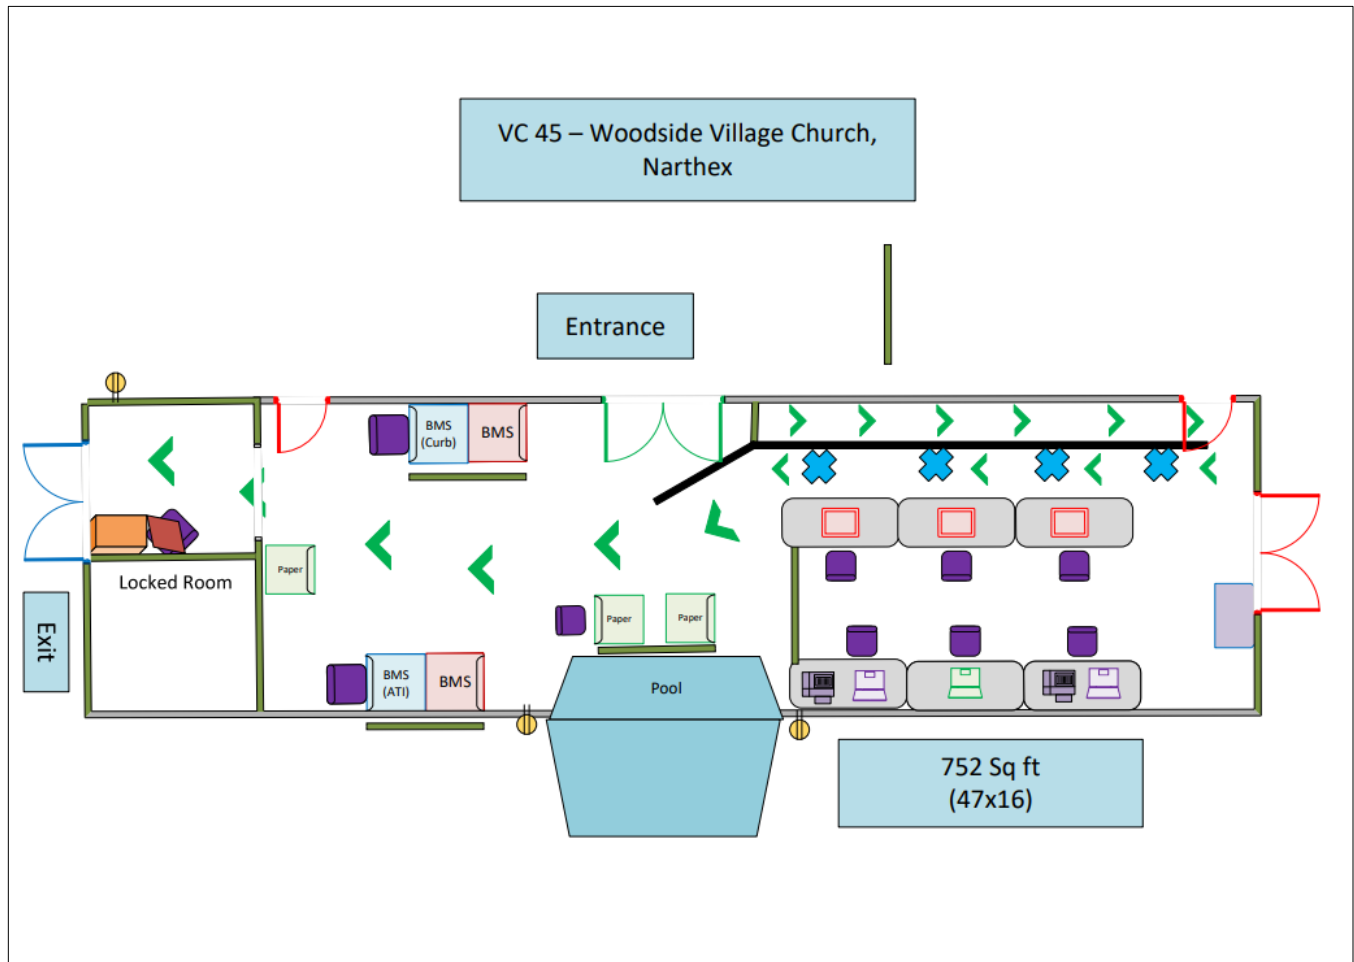 VC 45 – Woodside Village Church,
Narthex
Entrance
BMS
(Curb)
BMS
Paper
Locked Room
Exit
Paper
Paper
BMS
(ATI)
BMS
Pool
752 Sq ft
(47x16)